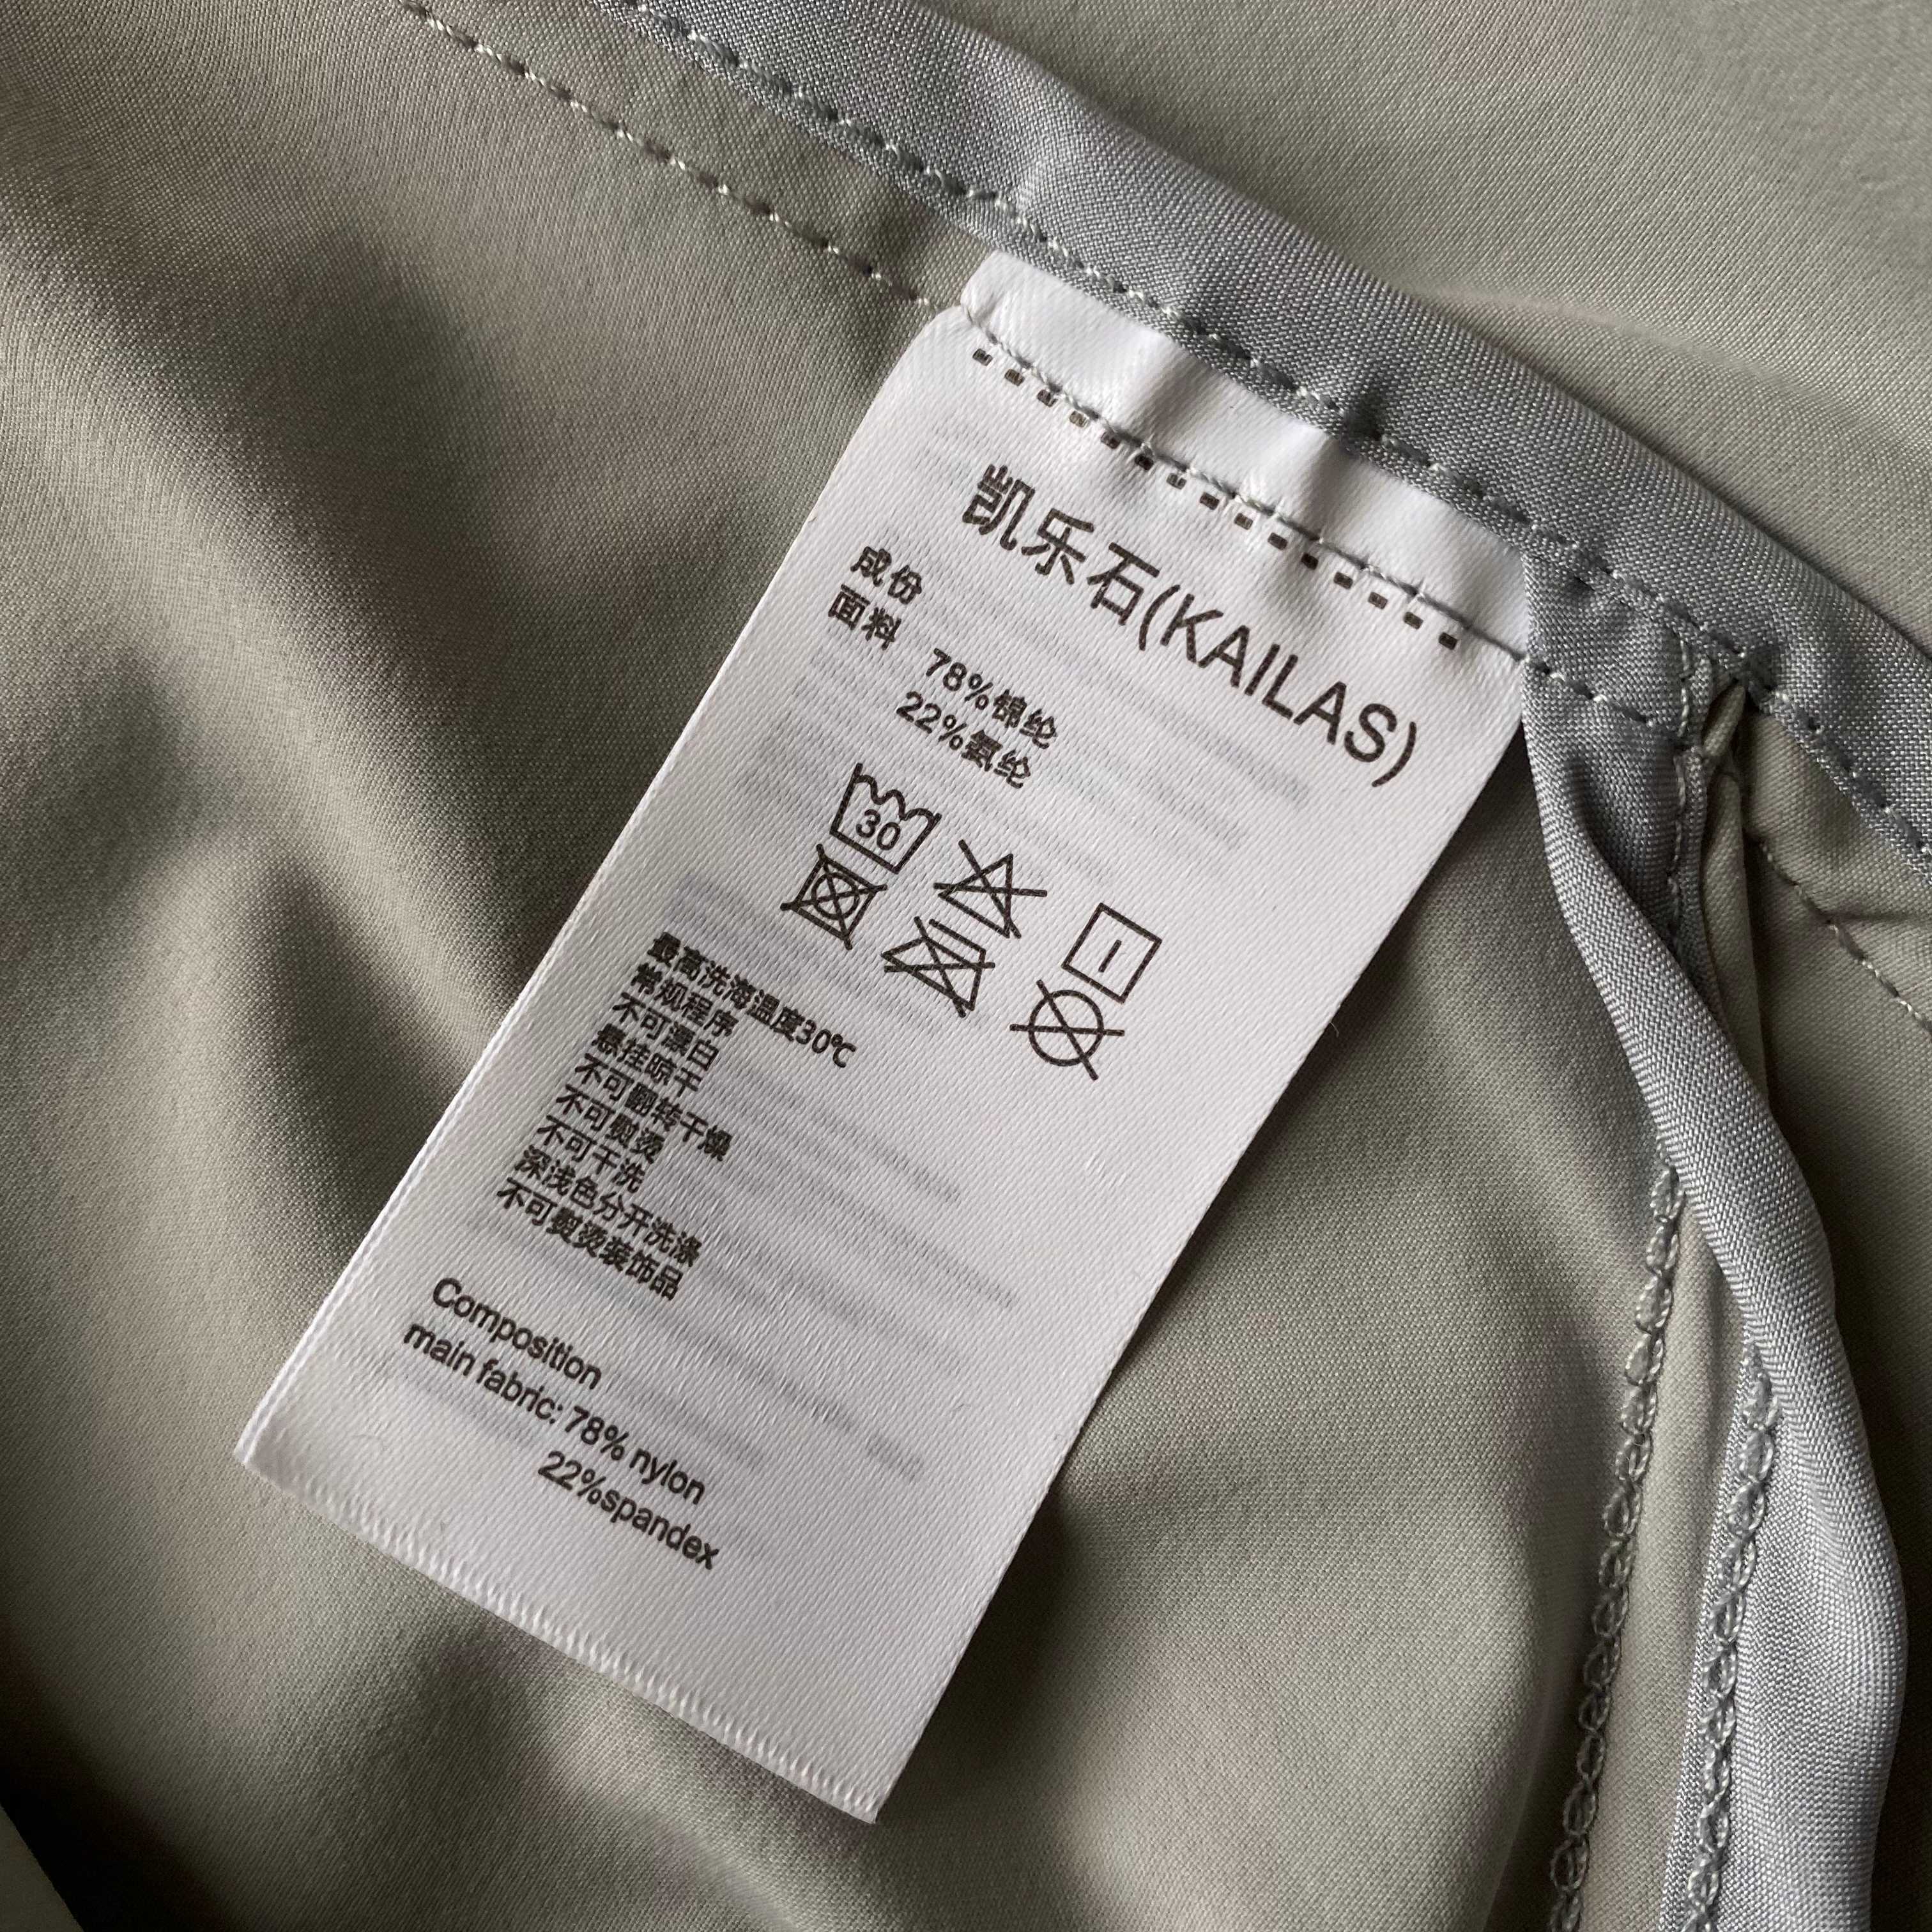 凯乐石(KAILAS)
成份
面料 78%锦纶
22%氨纶
30
最高洗涤温度30℃
常规程序
不可漂白
悬挂晾干
不可翻转干燥
不可熨烫
不可干洗
深浅色分开洗涤
不可熨烫装饰品
Composition
main fabric: 78% nylon
22%spandex